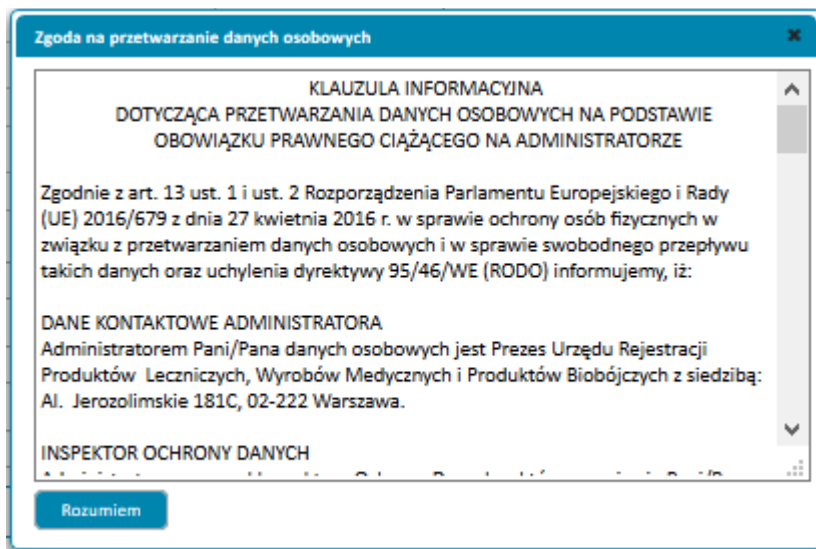 Zgoda na przetwarzanie danych osobowych
KLAUZULA INFORMACYJNA
DOTYCZĄCA PRZETWARZANIA DANYCH OSOBOWYCH NA PODSTAWIE
OBOWIĄZKU PRAWNEGO CIĄŻĄCEGO NA ADMINISTRATORZE
Zgodnie z art. 13 ust. 1 i ust. 2 Rozporządzenia Parlamentu Europejskiego i Rady
(UE) 2016/679 z dnia 27 kwietnia 2016 r. w sprawie ochrony osób fizycznych w
związku z przetwarzaniem danych osobowych i w sprawie swobodnego przepływu
takich danych oraz uchylenia dyrektywy 95/46/WE (RODO) informujemy, iż:
DANE KONTAKTOWE ADMINISTRATORA
Administratorem Pani/Pana danych osobowych jest Prezes Urzędu Rejestracji
Produktów  Leczniczych, Wyrobów Medycznych i Produktów Biobójczych z siedzibą:
Al.  Jerozolimskie 181C, 02-222 Warszawa.
INSPEKTOR OCHRONY DANYCH
Rozumiem